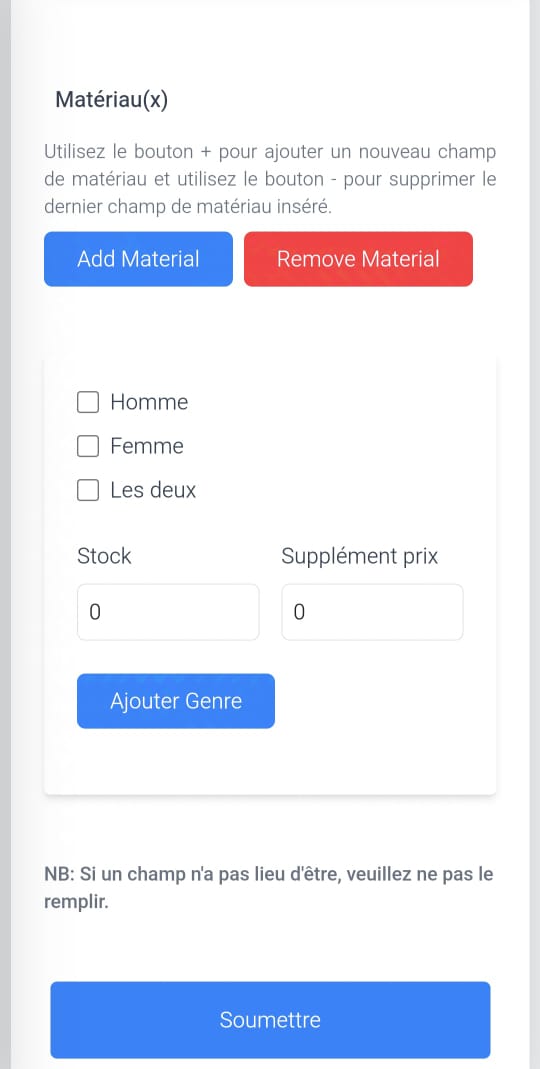 Matériau(x)
Utilisez le bouton + pour ajouter un nouveau champ
de matériau et utilisez le bouton - pour supprimer le
dernier champ de matériau inséré.
Add Material Remove Material
Homme
Femme
Les deux
Stock Supplément prix
0 0
Ajouter Genre
NB: Si un champ n'a pas lieu d'être, veuillez ne pas le
remplir.
Soumettre